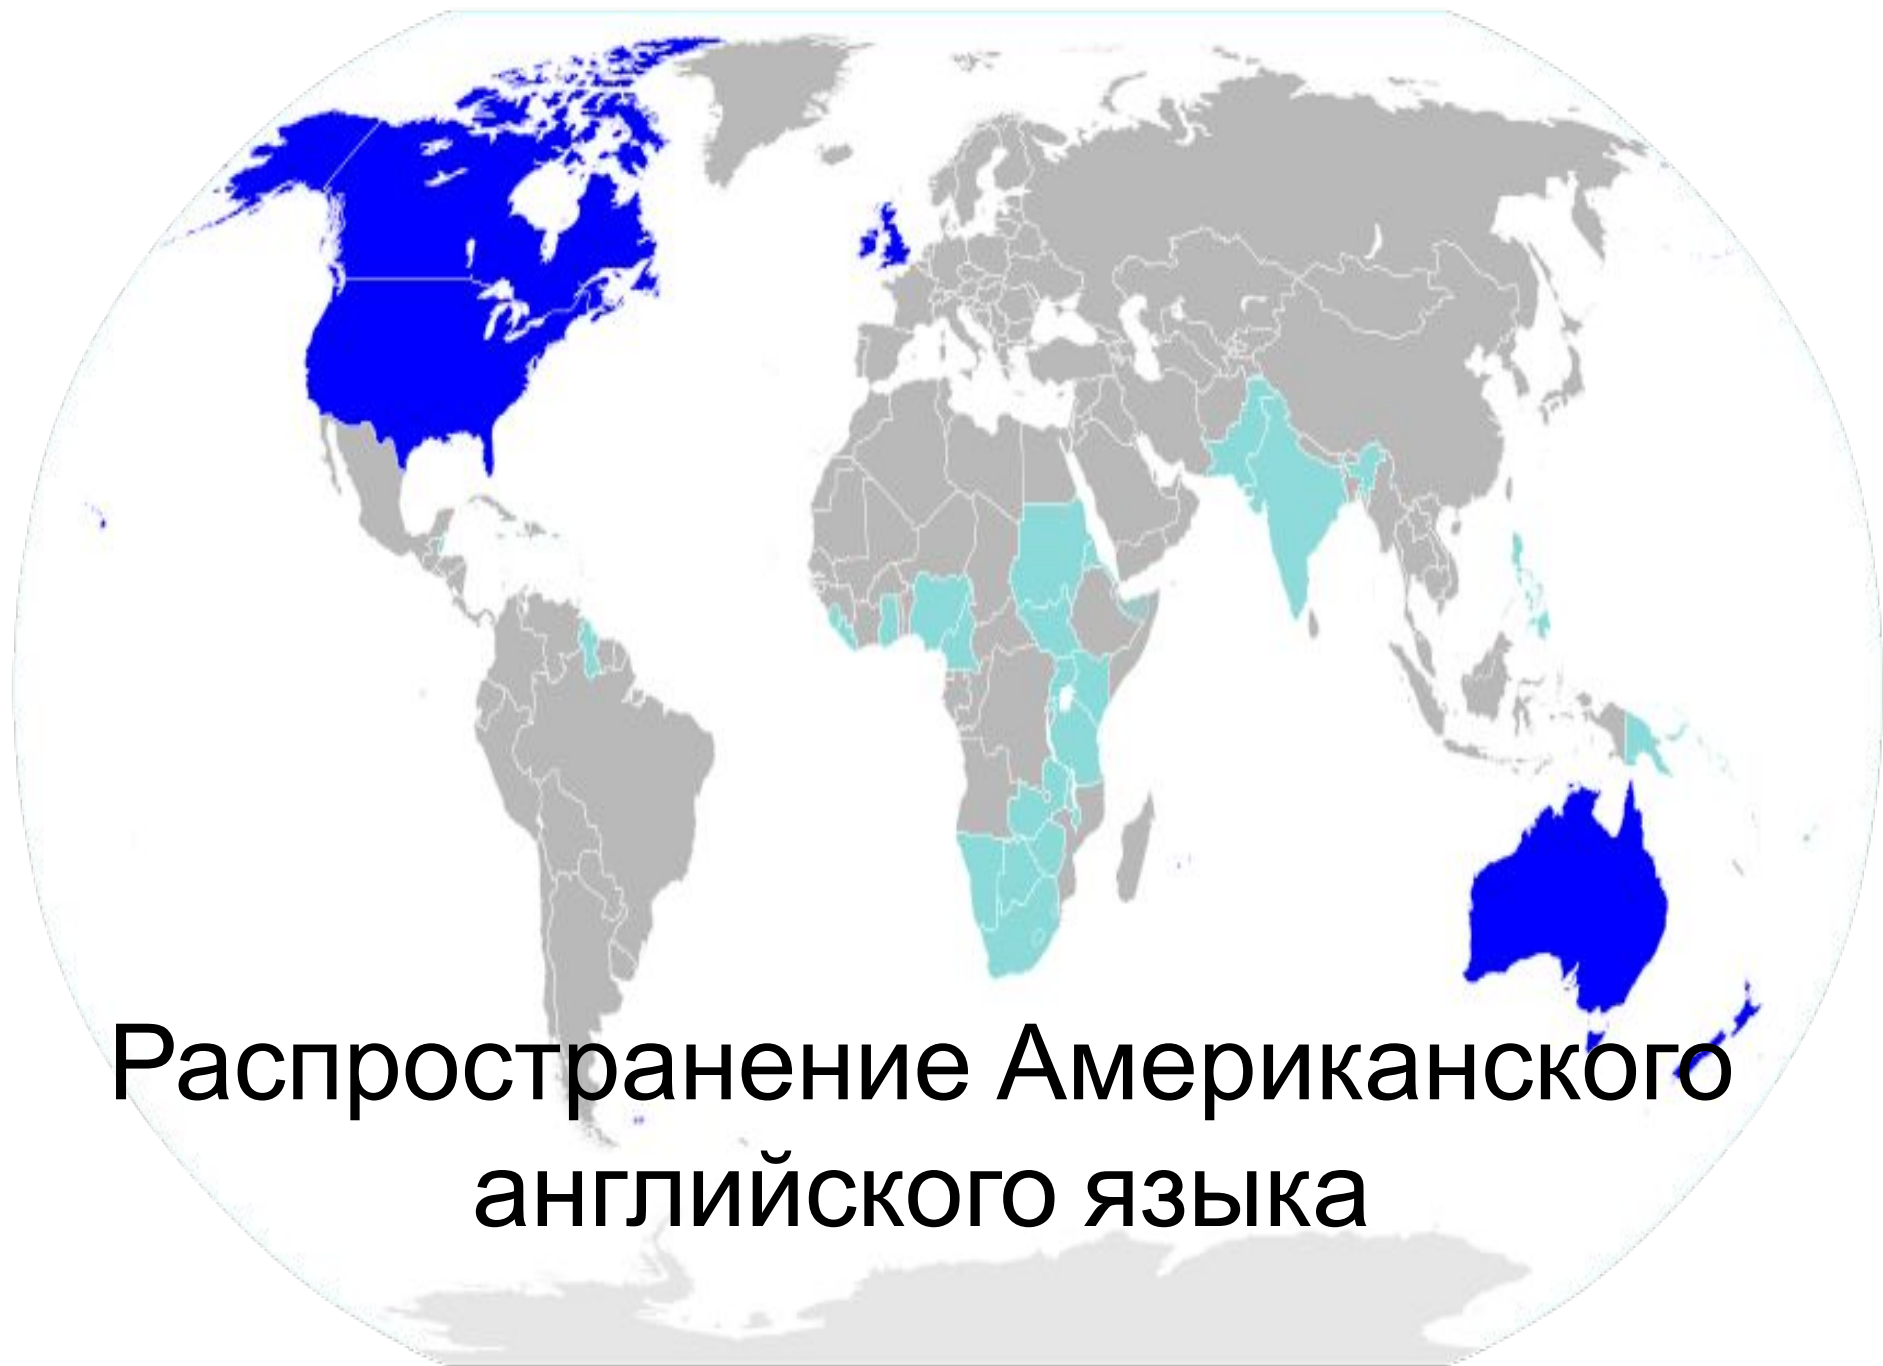 Распространение Американского
английского языка